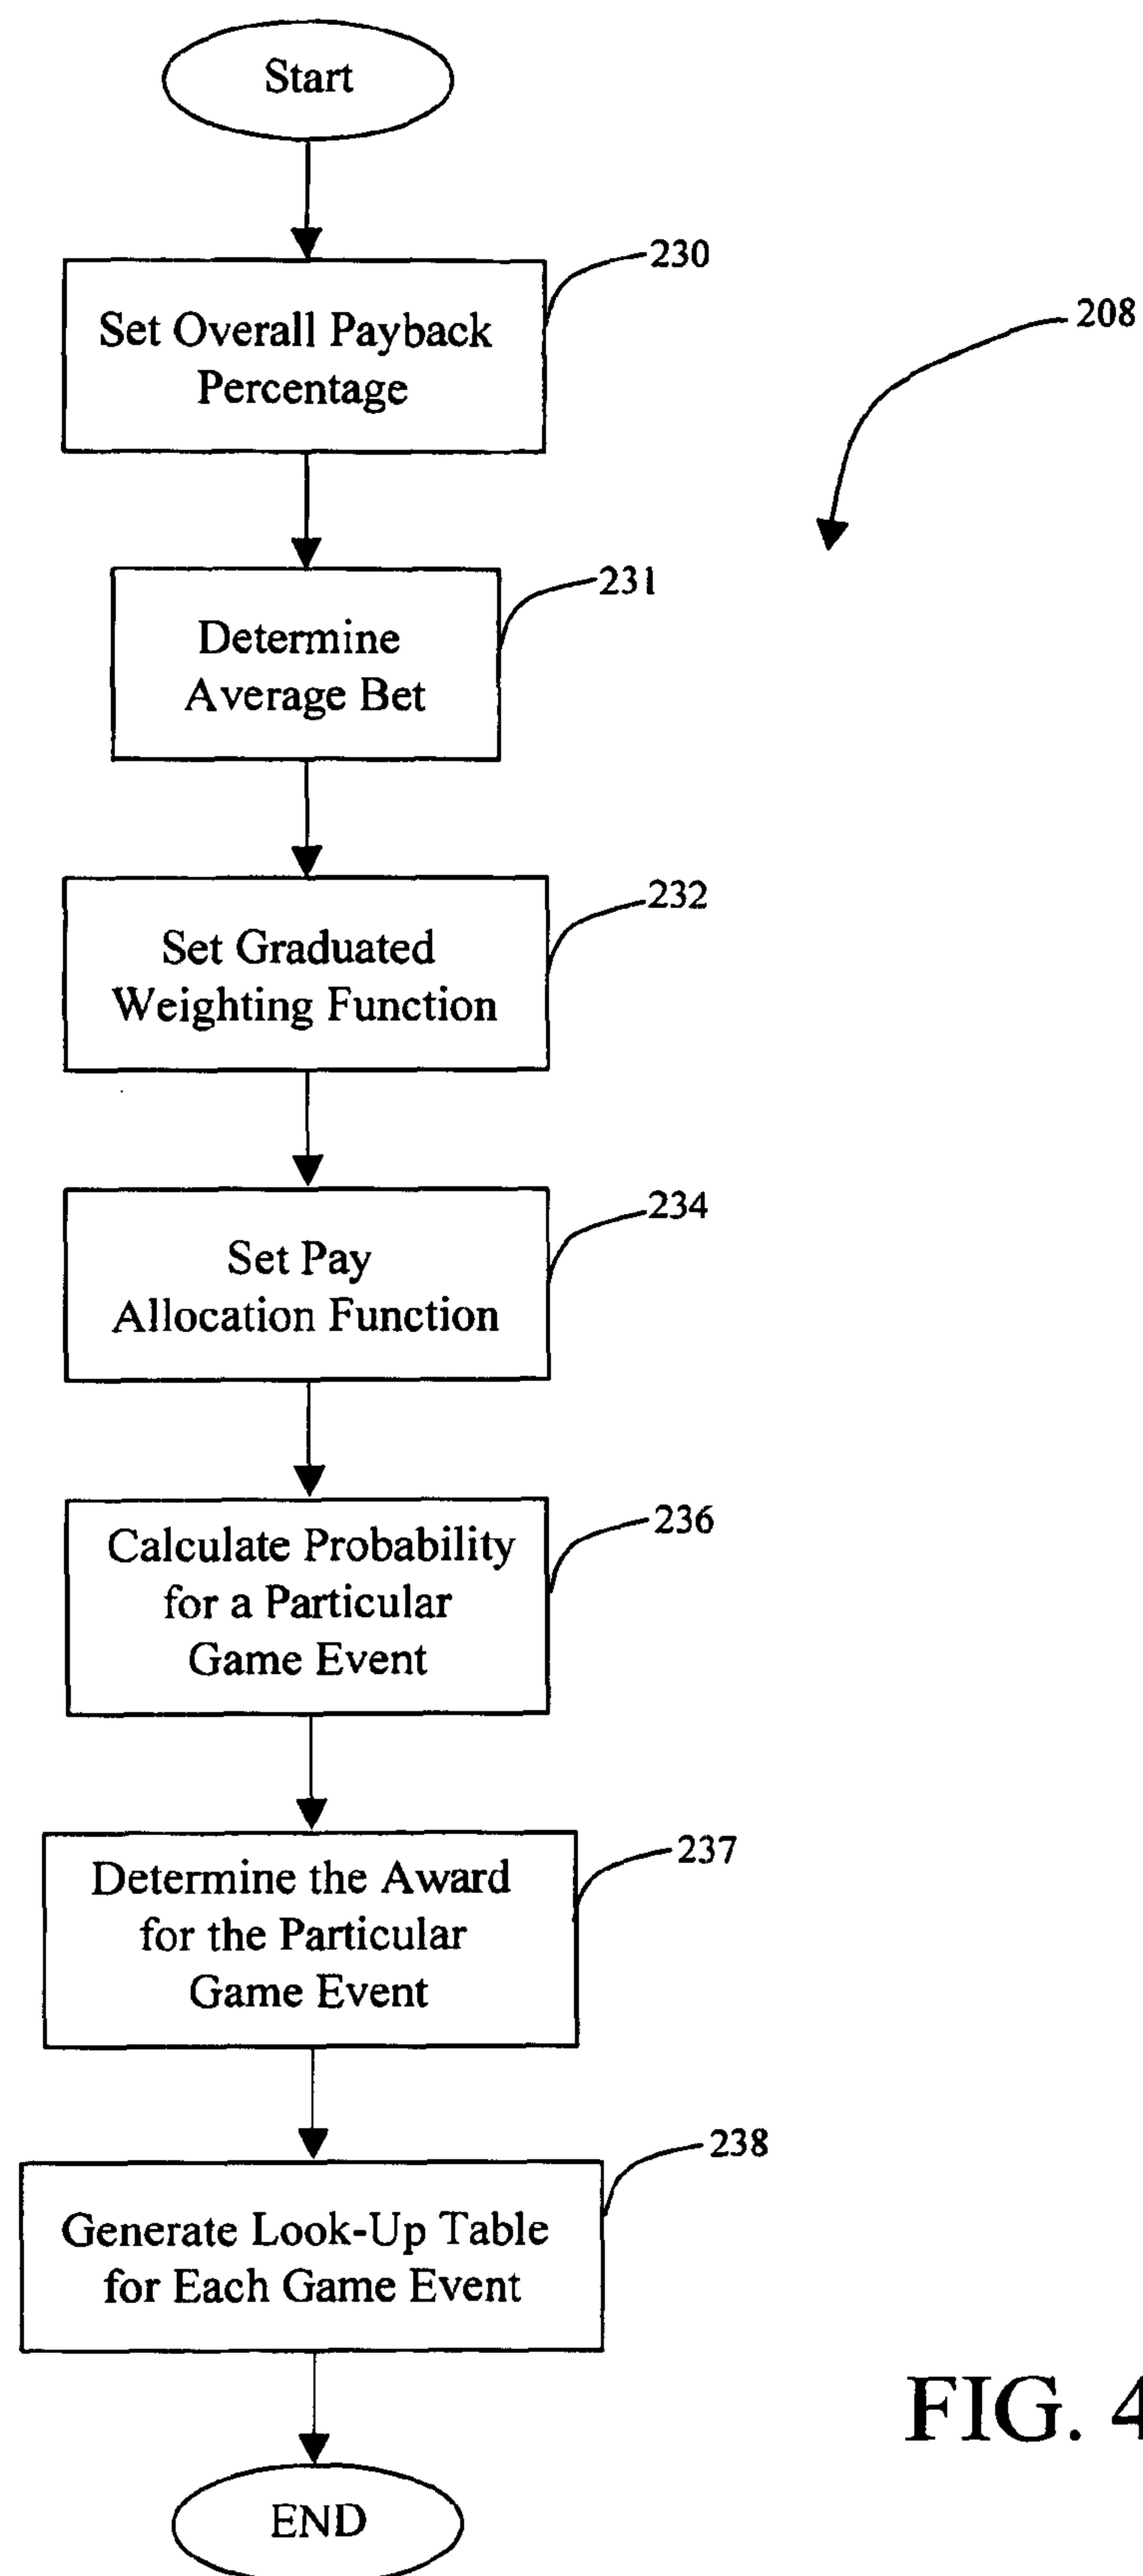 Start
230
208
Set Overall Payback
Percentage
231
Determine
Average Bet
232
Set Graduated
Weighting Function
234
Set Pay
Allocation Function
236
Calculate Probability
for a Particular
Game Event
237
Determine the Award
for the Particular
Game Event
238
Generate Look-Up Table
for Each Game Event
FIG. 4
END